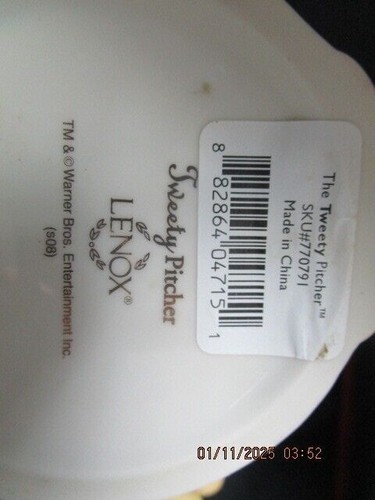 The Tweety Pitcher™
SKU#770791
Made in China
8 82864 04715 1
Tweety Pitcher
LENOX®
TM & © Warner Bros. Entertainment Inc.
(s08)
01/11/2025 03:52